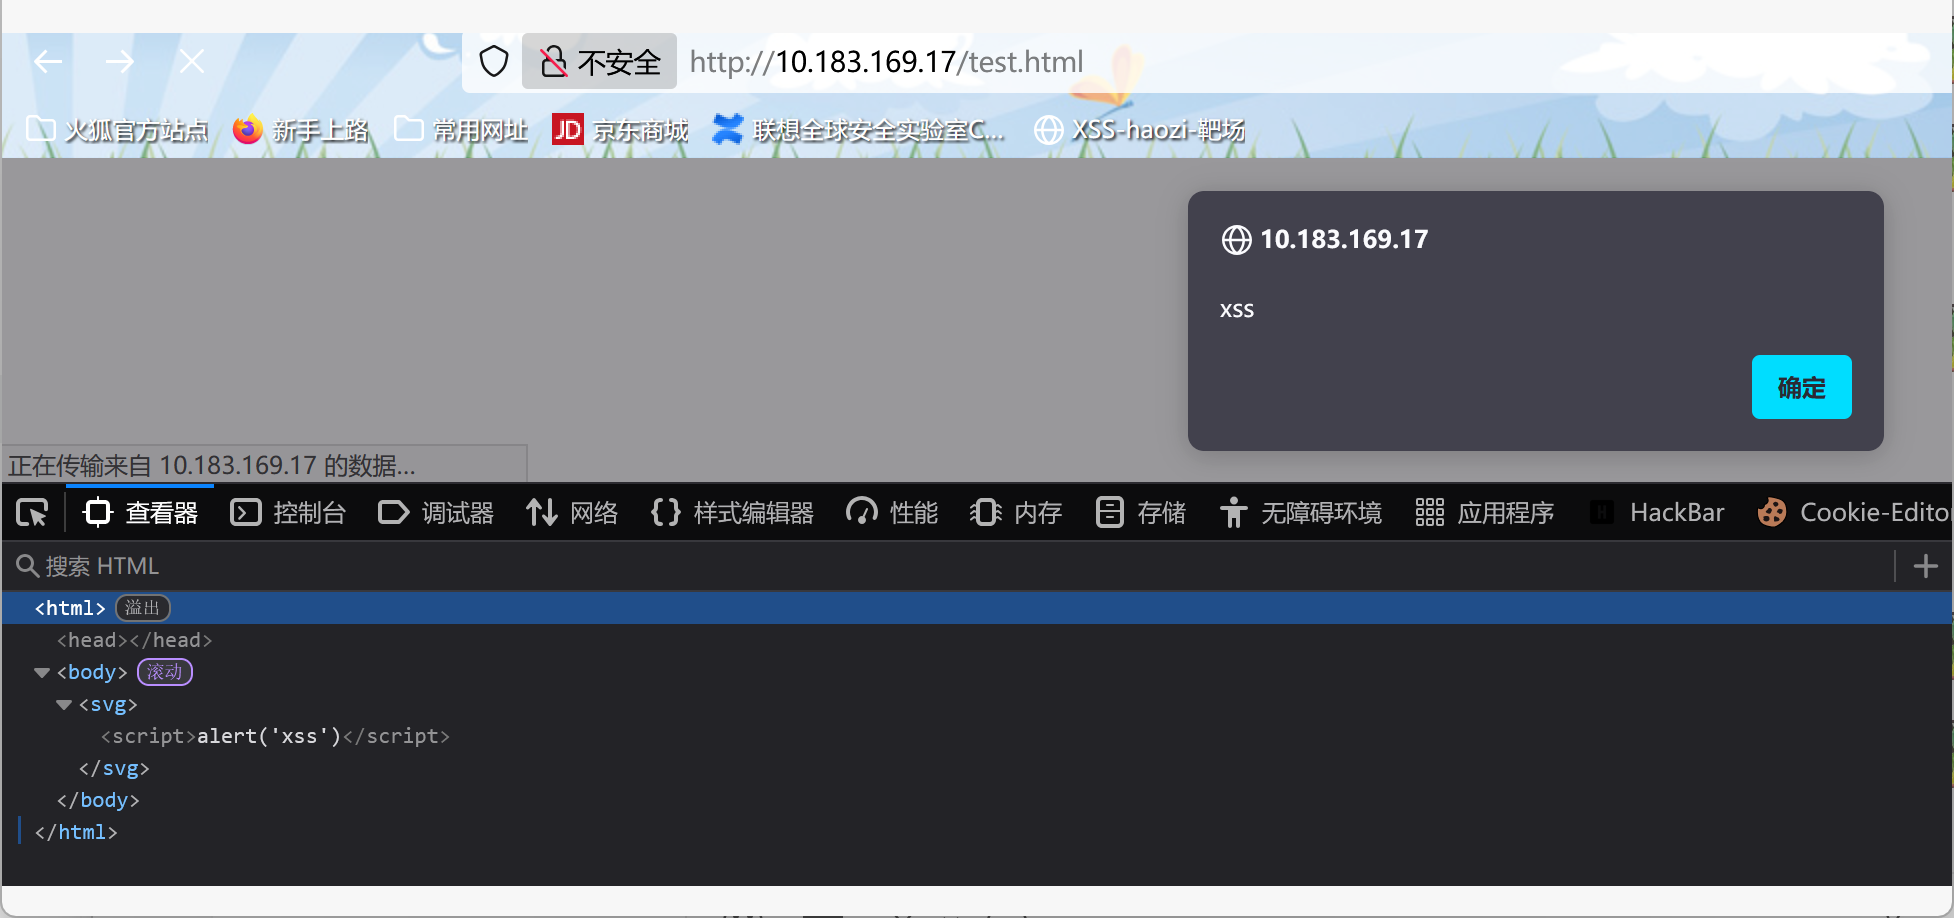 不安全 http://10.183.169.17/test.html
火狐官方站点 新手上路 常用网址 JD 京东商城 联想全球安全实验室C... XSS-haozi-靶场
10.183.169.17
xss
确定
正在传输来自 10.183.169.17 的数据...
查看器 控制台 调试器 网络 {} 样式编辑器 性能 内存 存储 无障碍环境 应用程序 H HackBar Cookie-Edito
搜索 HTML
<html> 溢出
<head></head>
<body> 滚动
<svg>
<script>alert('xss')</script>
</svg>
</body>
</html>